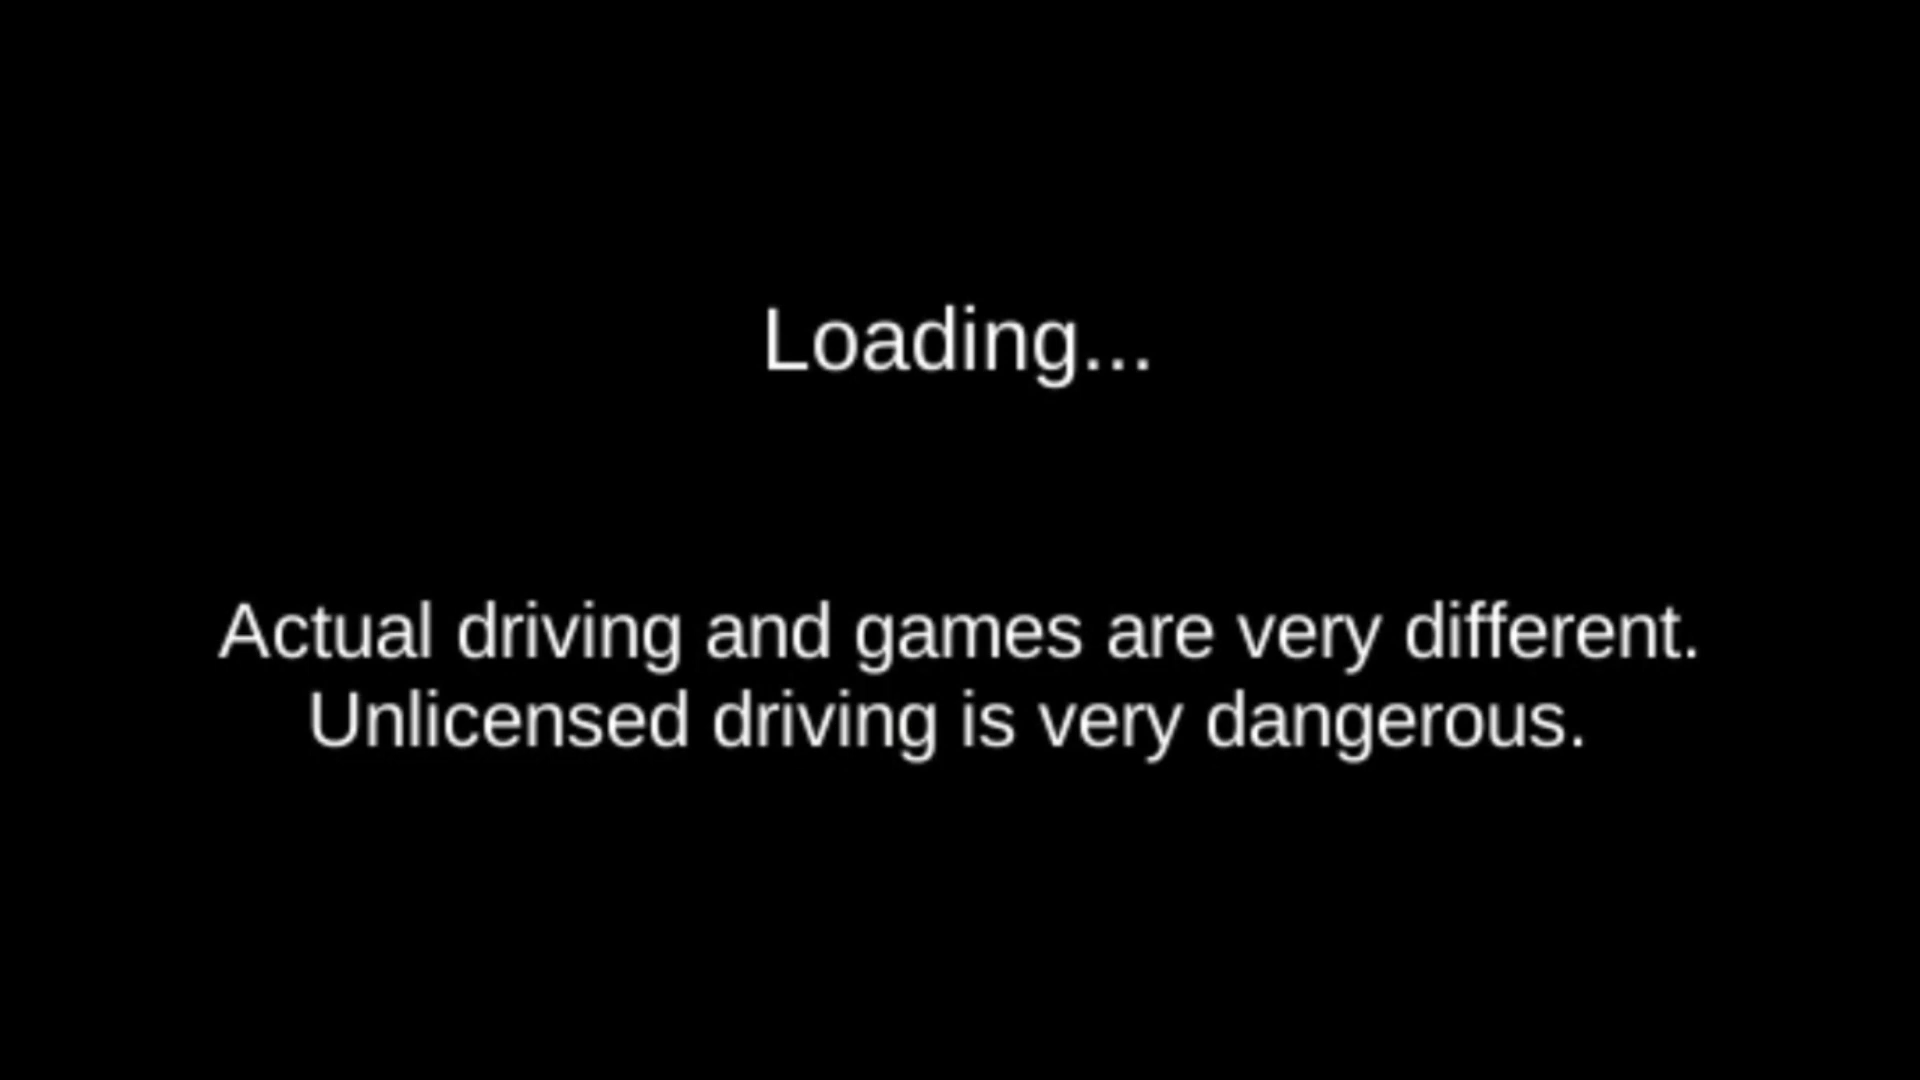 Loading...
Actual driving and games are very different.
Unlicensed driving is very dangerous.